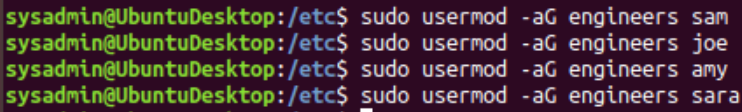 sysadmin@UbuntuDesktop:/etc$ sudo usermod -aG engineers sam
sysadmin@UbuntuDesktop:/etc$ sudo usermod -aG engineers joe
sysadmin@UbuntuDesktop:/etc$ sudo usermod -aG engineers amy
sysadmin@UbuntuDesktop:/etc$ sudo usermod -aG engineers sara